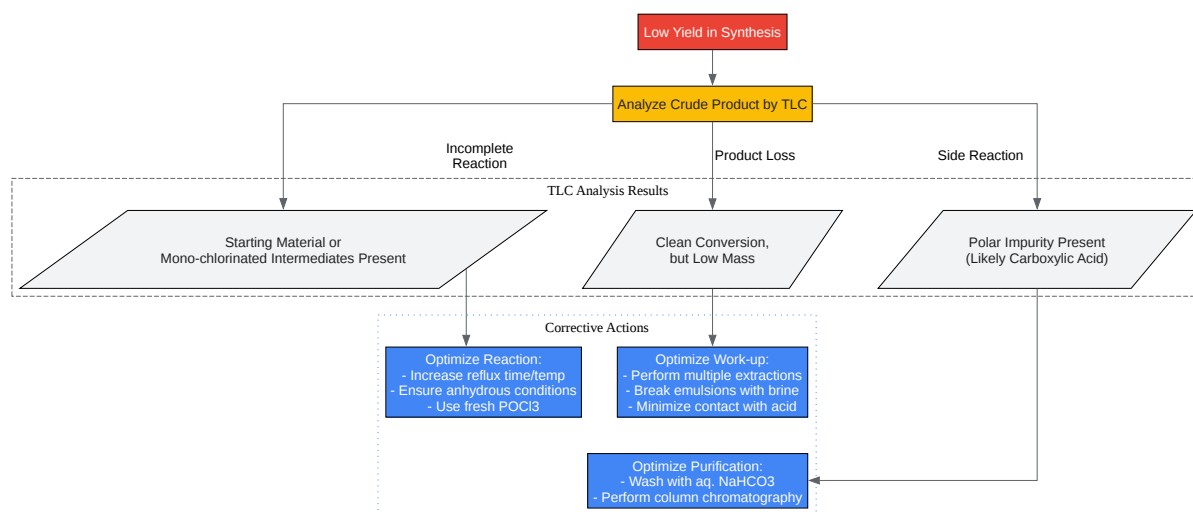 Low Yield in Synthesis
Analyze Crude Product by TLC
Incomplete
Reaction
Product Loss
Side Reaction
TLC Analysis Results
Starting Material or
Mono-chlorinated Intermediates Present
Clean Conversion,
but Low Mass
Polar Impurity Present
(Likely Carboxylic Acid)
Corrective Actions
Optimize Reaction:
- Increase reflux time/temp
- Ensure anhydrous conditions
- Use fresh POCl3
Optimize Work-up:
- Perform multiple extractions
- Break emulsions with brine
- Minimize contact with acid
Optimize Purification:
- Wash with aq. NaHCO3
- Perform column chromatography